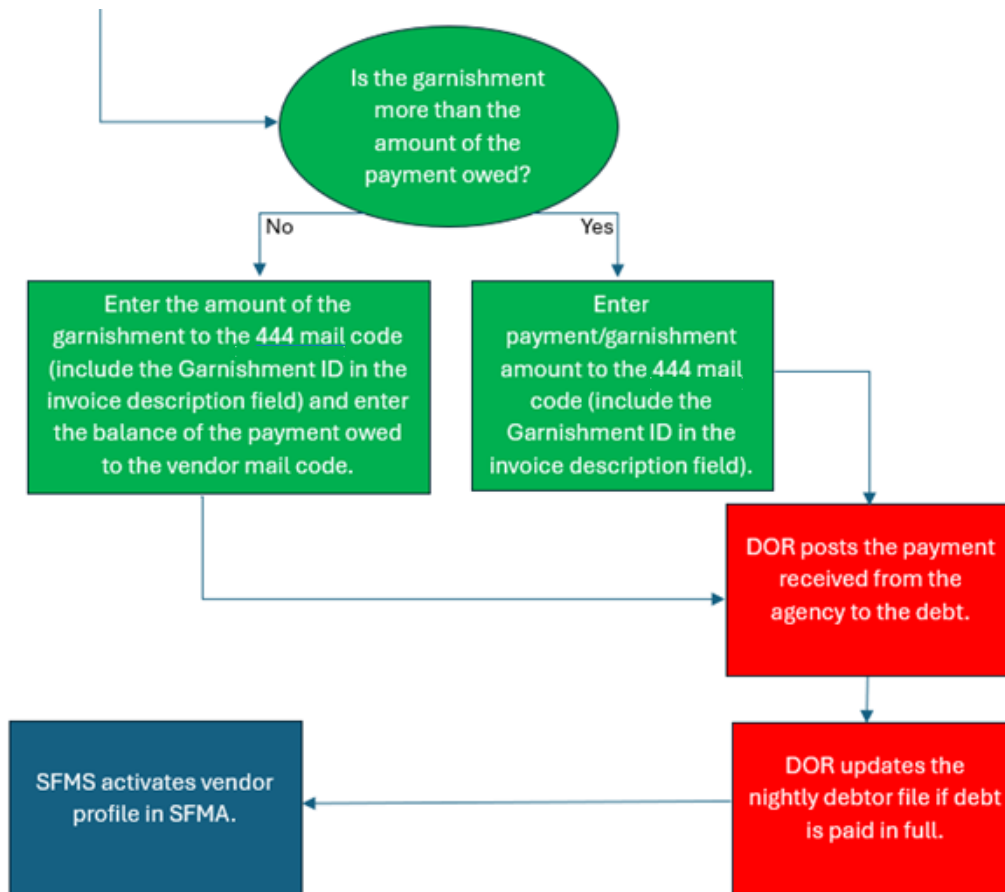 Is the garnishment
more than the
amount of the
payment owed?
No
Yes
Enter the amount of the
garnishment to the 444 mail code
(include the Garnishment ID in the
invoice description field) and enter
the balance of the payment owed
to the vendor mail code.
Enter
payment/garnishment
amount to the 444 mail
code (include the
Garnishment ID in the
invoice description field).
DOR posts the payment
received from the
agency to the debt.
SFMS activates vendor
profile in SFMA.
DOR updates the
nightly debtor file if debt
is paid in full.